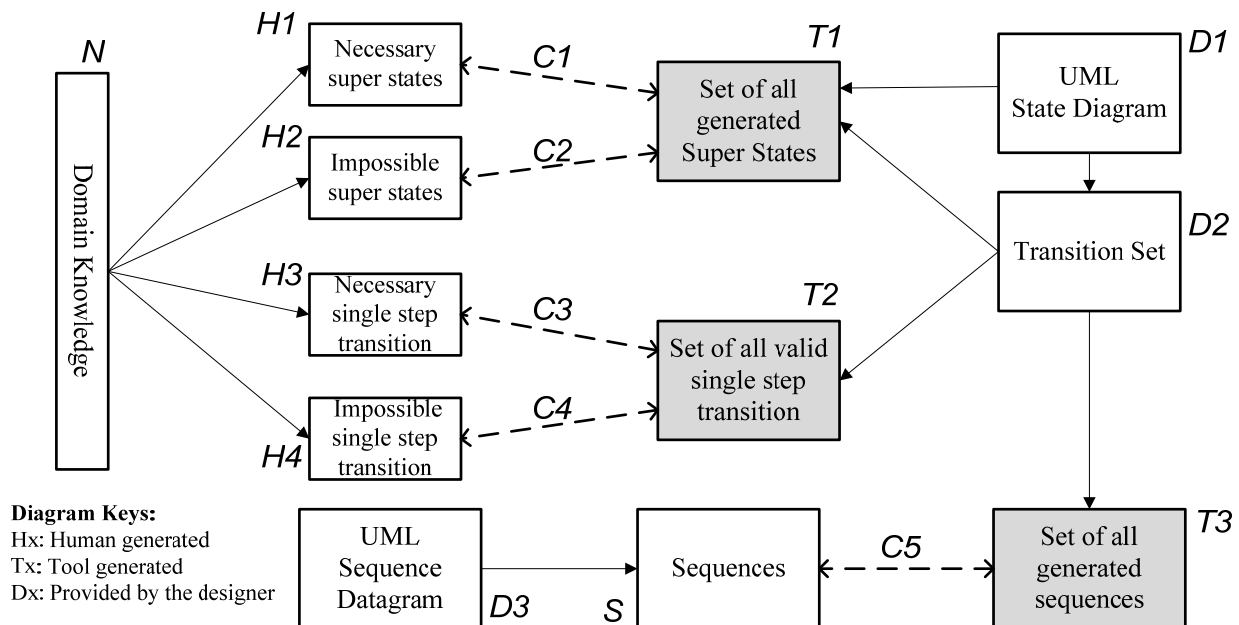 N
Domain Knowledge
H1
Necessary
super states
H2
Impossible
super states
H3
Necessary
single step
transition
H4
Impossible
single step
transition
C1
C2
C3
C4
T1
Set of all
generated
Super States
T2
Set of all valid
single step
transition
D1
UML
State Diagram
D2
Transition Set
Diagram Keys:
Hx: Human generated
Tx: Tool generated
Dx: Provided by the designer
UML
Sequence
Datagram
D3
Sequences
S
C5
T3
Set of all
generated
sequences